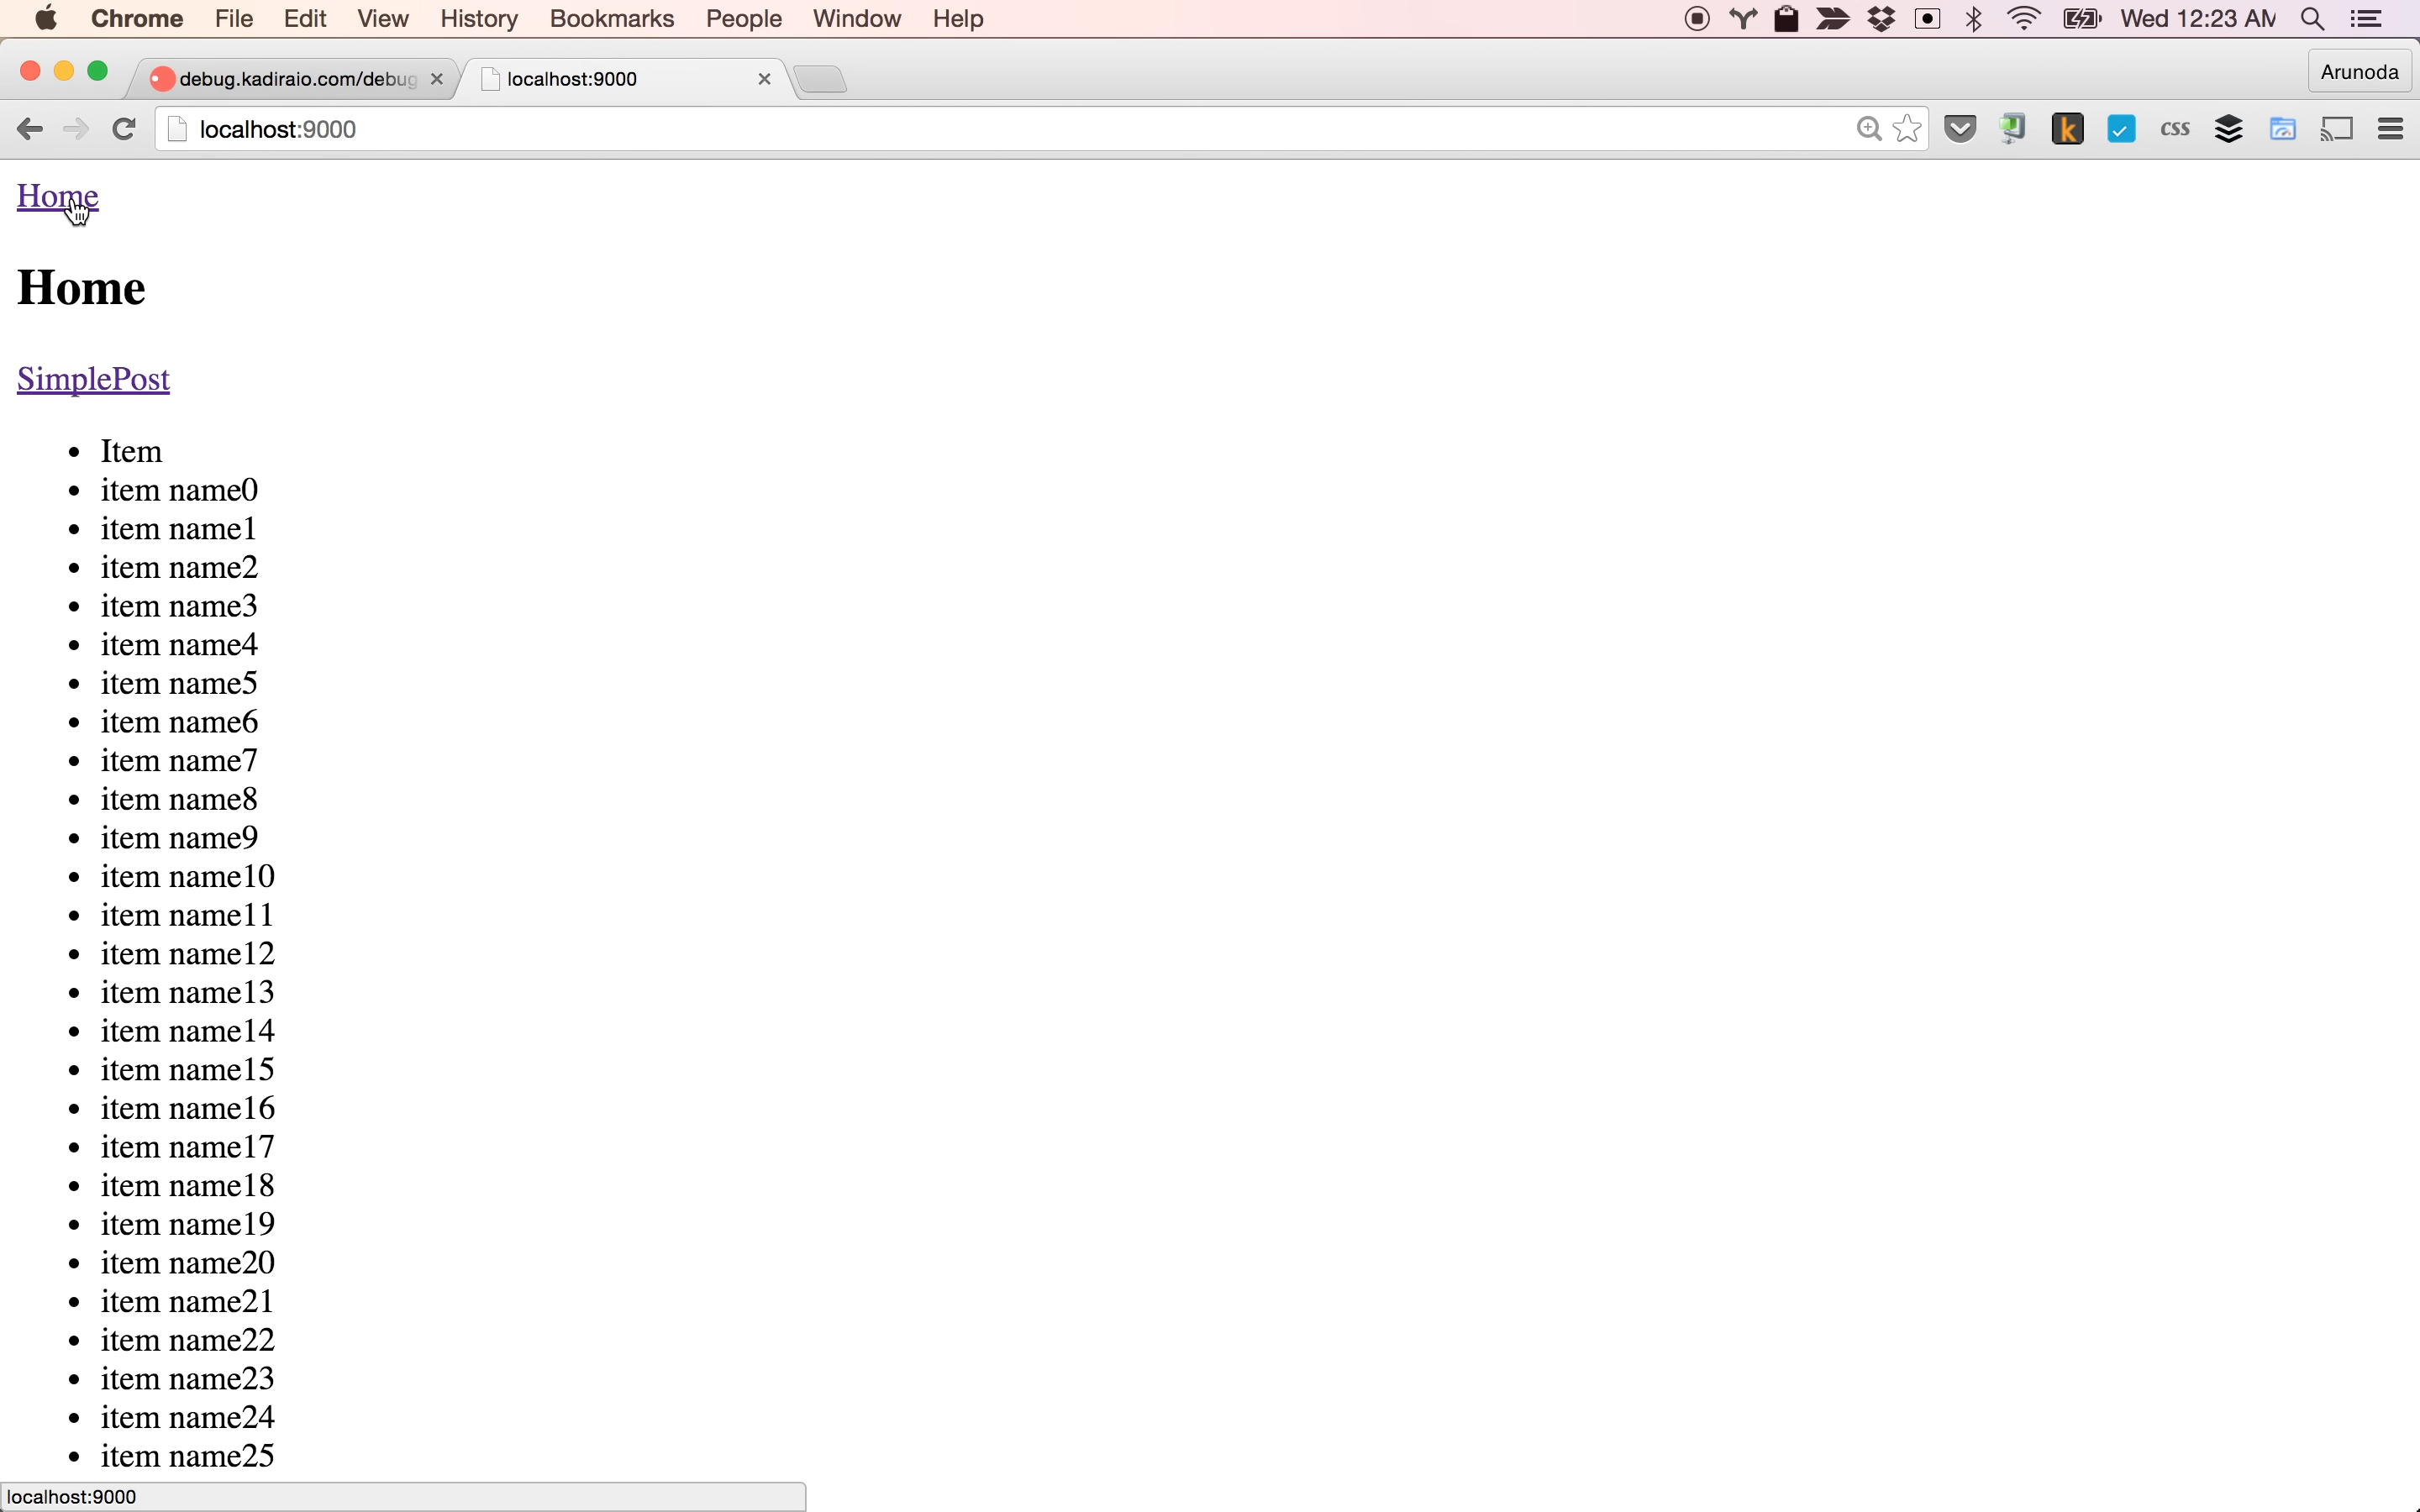 Chrome File Edit View History Bookmarks People Window Help Wed 12:23 AM
debug.kadiraio.com/debug localhost:9000 Arunoda
localhost:9000 k css
Home
Home
SimplePost
Item
item name0
item name1
item name2
item name3
item name4
item name5
item name6
item name7
item name8
item name9
item name10
item name11
item name12
item name13
item name14
item name15
item name16
item name17
item name18
item name19
item name20
item name21
item name22
item name23
item name24
item name25
localhost:9000